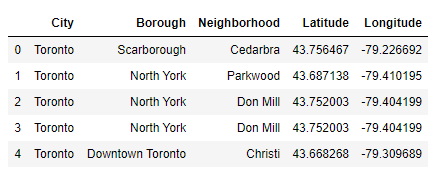 City Borough Neighborhood Latitude Longitude
0 Toronto Scarborough Cedarbra 43.756467 -79.226692
1 Toronto North York Parkwood 43.687138 -79.410195
2 Toronto North York Don Mill 43.752003 -79.404199
3 Toronto North York Don Mill 43.752003 -79.404199
4 Toronto Downtown Toronto Christi 43.668268 -79.309689